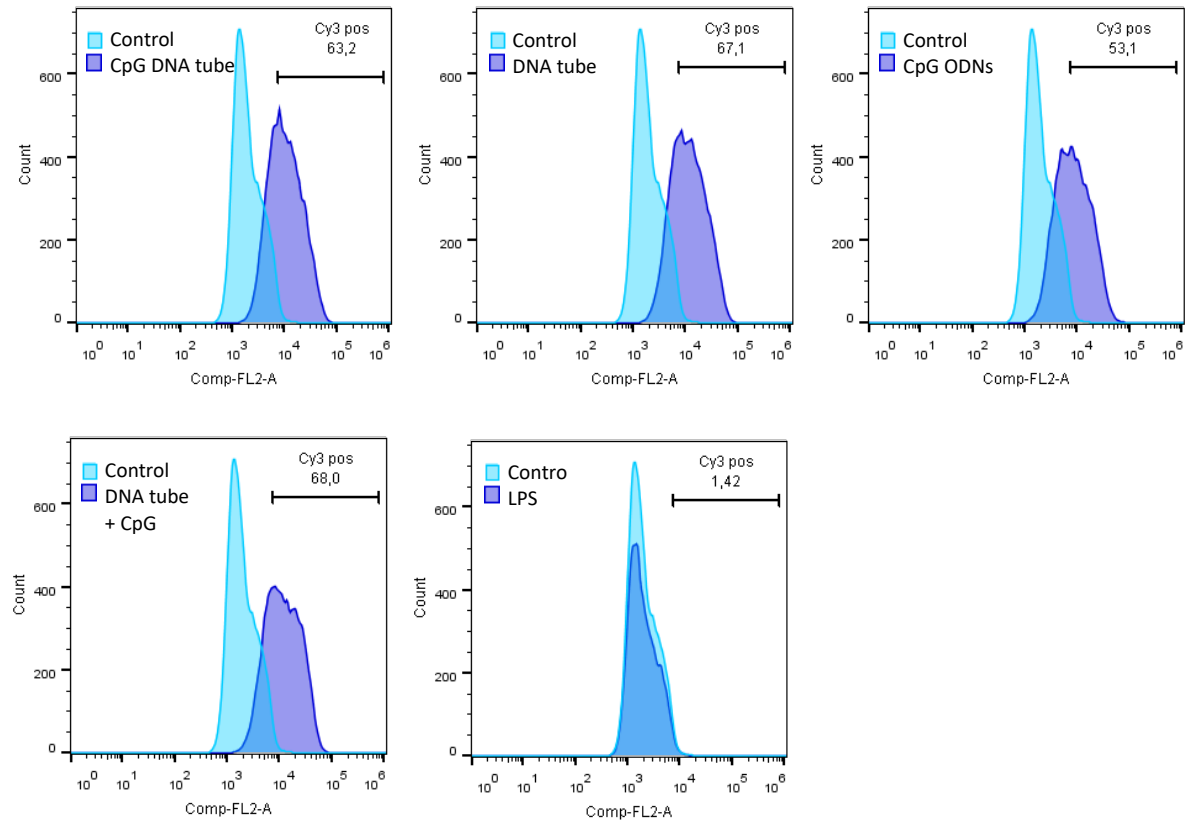 Cy3 pos
63,2
Control
CpG DNA tube
600
400
200
0
Count
10^0 10^1 10^2 10^3 10^4 10^5 10^6
Comp-FL2-A
Cy3 pos
67,1
Control
DNA tube
600
400
200
0
Count
10^0 10^1 10^2 10^3 10^4 10^5 10^6
Comp-FL2-A
Cy3 pos
53,1
Control
CpG ODNs
600
400
200
0
Count
10^0 10^1 10^2 10^3 10^4 10^5 10^6
Comp-FL2-A
Cy3 pos
68,0
Control
DNA tube
+ CpG
600
400
200
0
Count
10^0 10^1 10^2 10^3 10^4 10^5 10^6
Comp-FL2-A
Cy3 pos
1,42
Contro
LPS
600
400
200
0
Count
10^0 10^1 10^2 10^3 10^4 10^5 10^6
Comp-FL2-A